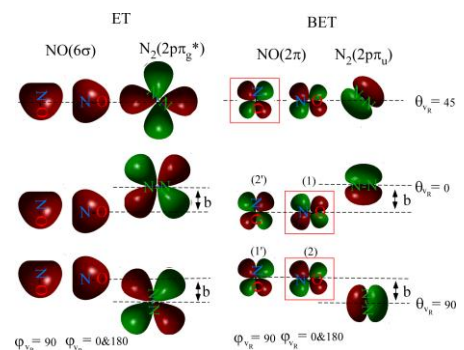 ET BET
NO(6σ) N₂(2pπg*) NO(2π) N₂(2pπu)
θvR= 45
(2') (1)
b b θvR= 0
(1') (2)
b b θvR= 90
φvR= 90 φvR= 0&180 φvR= 90 φvR= 0&180